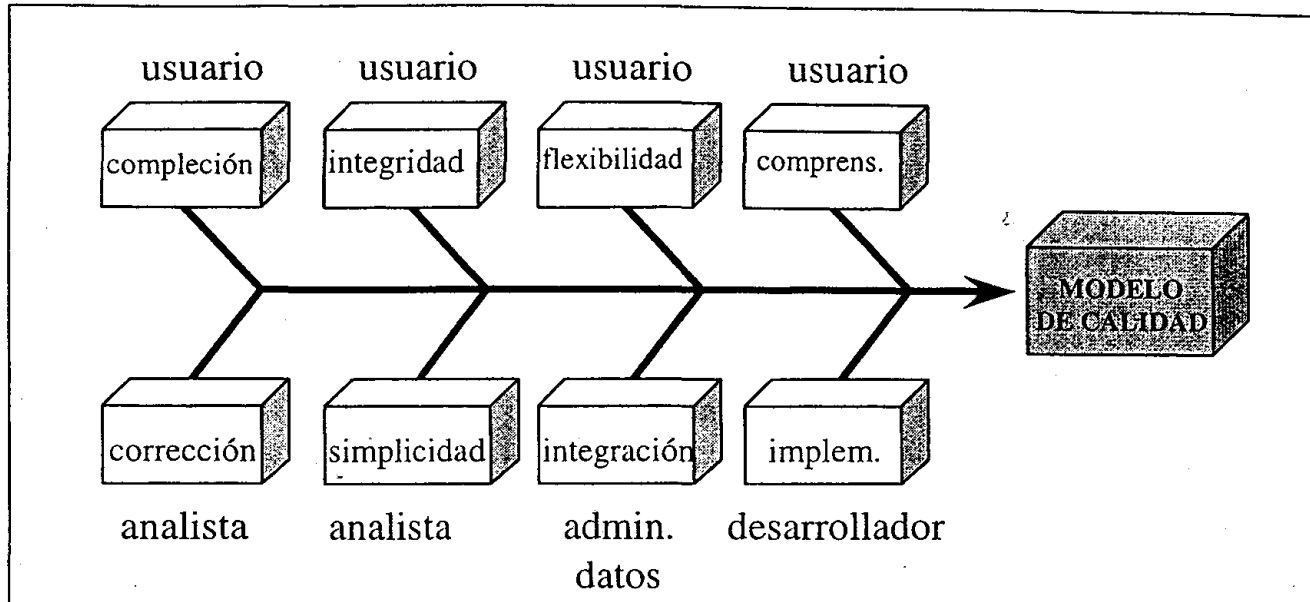 usuario usuario usuario usuario
compleción integridad flexibilidad comprens.
MODELO
DE CALIDAD
corrección simplicidad integración implem.
analista analista admin. desarrollador
datos